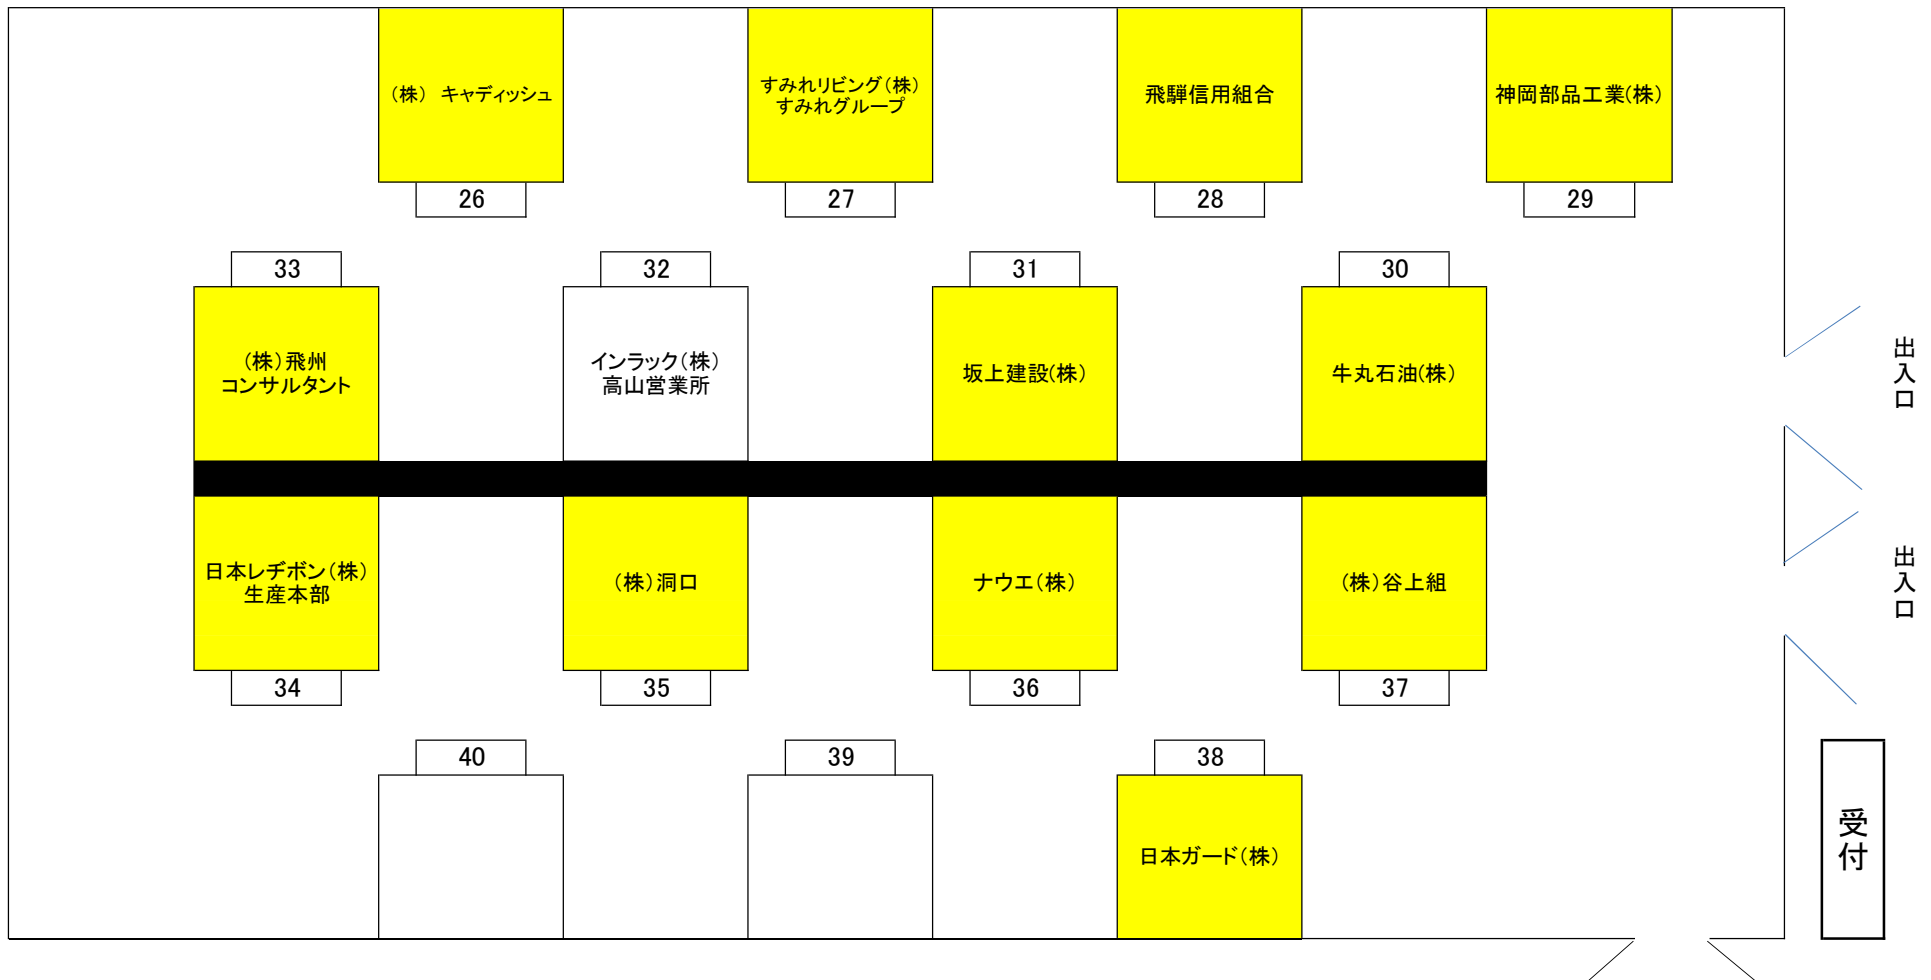 (株) キャディッシュ
すみれリビング(株)
すみれグループ
飛騨信用組合
神岡部品工業(株)
26
27
28
29
33
32
31
30
(株)飛州
コンサルタント
インラック(株)
高山営業所
坂上建設(株)
牛丸石油(株)
出入口
日本レヂボン(株)
生産本部
(株)洞口
ナウエ(株)
(株)谷上組
出入口
34
35
36
37
40
39
38
日本ガード(株)
受付